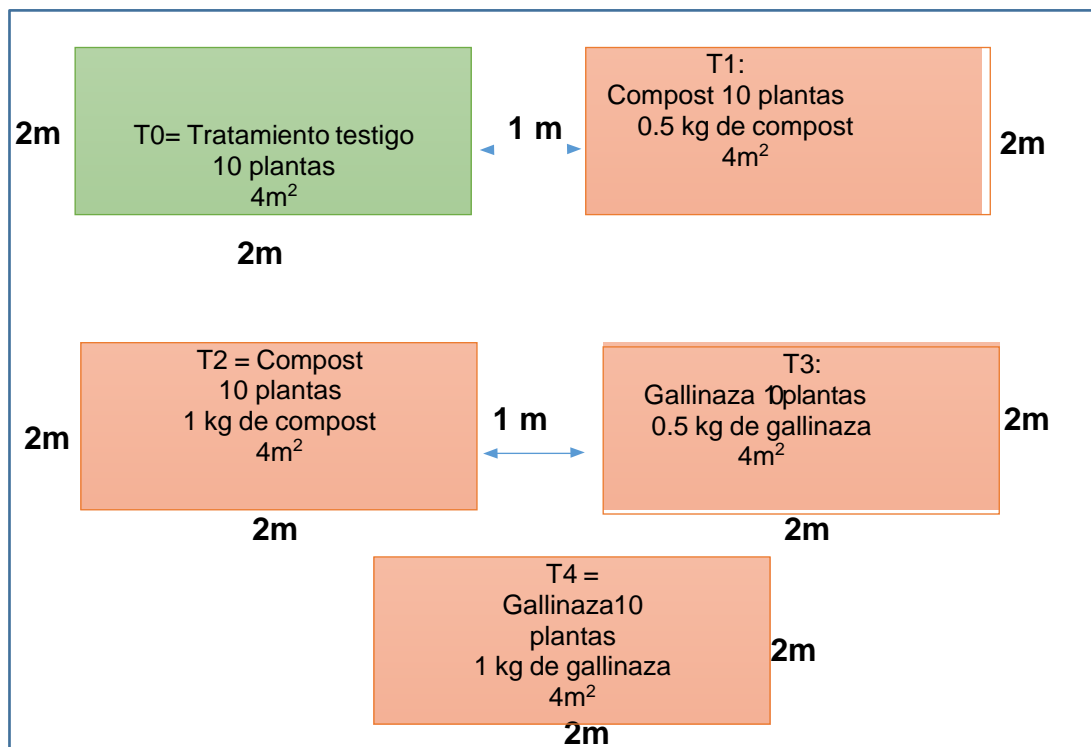 2m
T0= Tratamiento testigo
10 plantas
4m²
2m
1 m
T1:
Compost 10 plantas
0.5 kg de compost
4m²
2m
2m
T2 = Compost
10 plantas
1 kg de compost
4m²
2m
1 m
T3:
Gallinaza 10plantas
0.5 kg de gallinaza
4m²
2m
2m
T4 =
Gallinaza10
plantas
1 kg de gallinaza
4m²
2m
2m